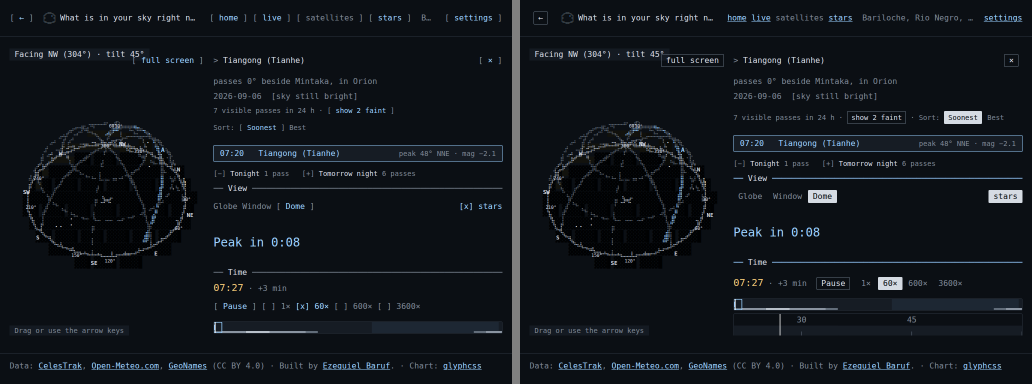 [ ← ] What is in your sky right n… [ home ] [ live ] [ satellites ] [ stars ] B… [ settings ]
Facing NW (304°) · tilt 45°
[ full screen ]
> Tiangong (Tianhe) [ × ]
passes 0° beside Mintaka, in Orion
2026-09-06 [sky still bright]
7 visible passes in 24 h · [ show 2 faint ]
Sort: [ Soonest ] Best
07:20 Tiangong (Tianhe) peak 48° NNE · mag −2.1
[−] Tonight 1 pass [+] Tomorrow night 6 passes
View
Globe Window [ Dome ] [x] stars
Peak in 0:08
Time
07:27 · +3 min
[ Pause ] [ ] 1× [x] 60× [ ] 600× [ ] 3600×
NW
W
N
SW
NE
S
E
SE
120°
Drag or use the arrow keys
Data: CelesTrak, Open-Meteo.com, GeoNames (CC BY 4.0) · Built by Ezequiel Baruf. · Chart: glyphcss
← What is in your sky right n… home live satellites stars Bariloche, Rio Negro, … settings
Facing NW (304°) · tilt 45°
full screen
> Tiangong (Tianhe) ×
passes 0° beside Mintaka, in Orion
2026-09-06 [sky still bright]
7 visible passes in 24 h · show 2 faint · Sort: Soonest Best
07:20 Tiangong (Tianhe) peak 48° NNE · mag −2.1
[−] Tonight 1 pass [+] Tomorrow night 6 passes
View
Globe Window Dome stars
Peak in 0:08
Time
07:27 · +3 min Pause 1× 60× 600× 3600×
30 45
NW
W
N
SW
NE
S
E
SE
120°
Drag or use the arrow keys
Data: CelesTrak, Open-Meteo.com, GeoNames (CC BY 4.0) · Built by Ezequiel Baruf. · Chart: glyphcss